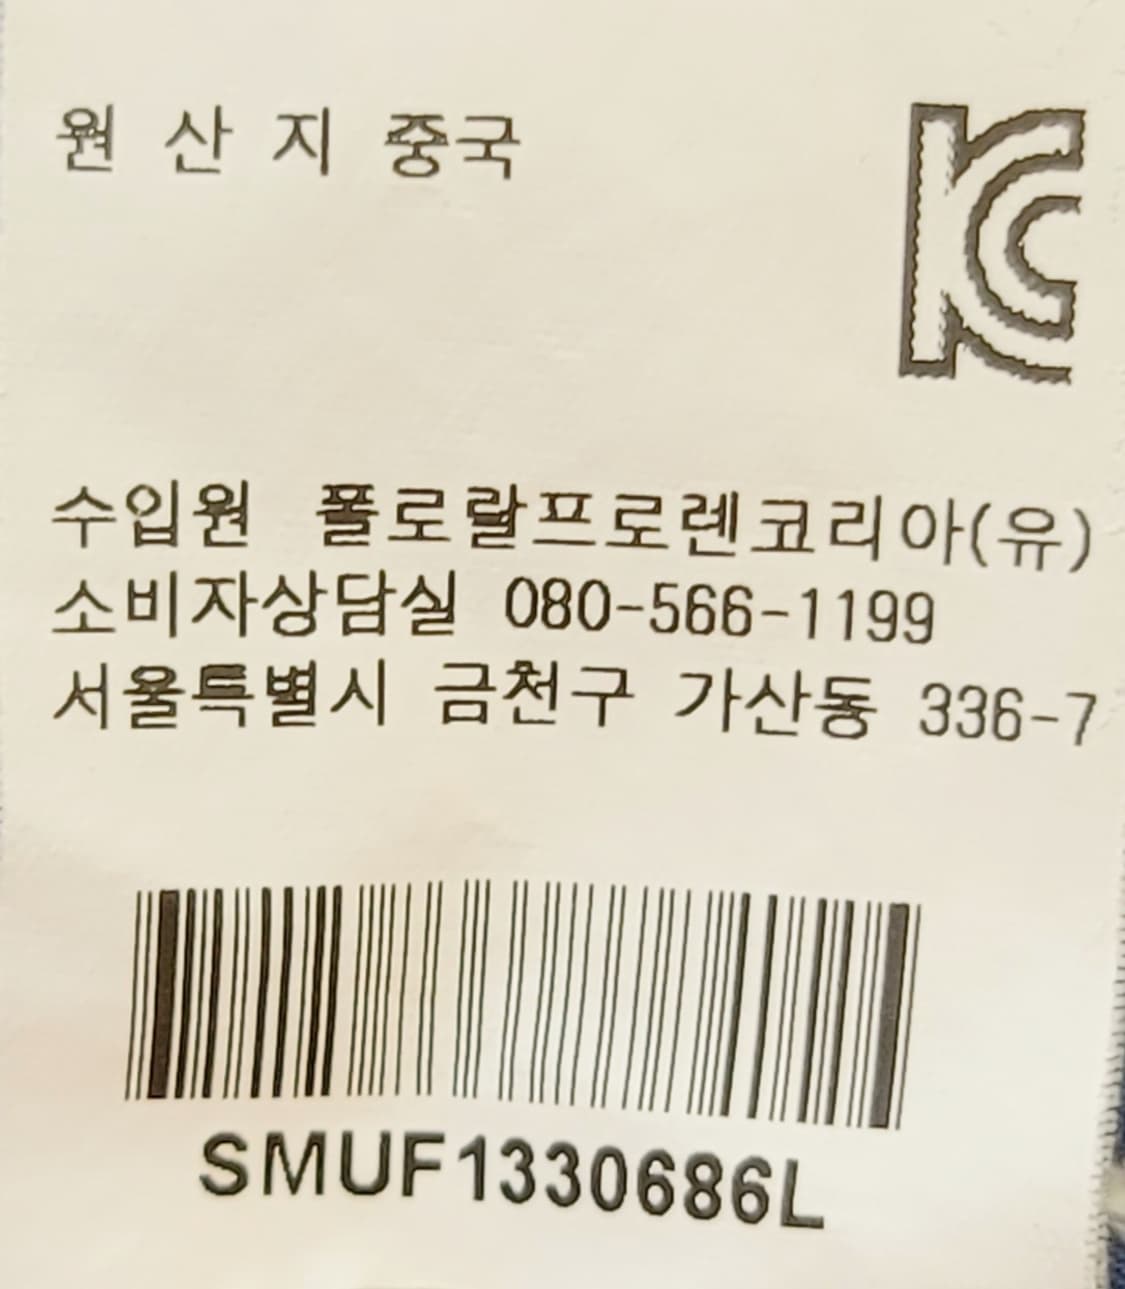 원 산 지 중국
KC
수입원 폴로랄프로렌코리아(유)
소비자상담실 080-566-1199
서울특별시 금천구 가산동 336-7
SMUF1330686L